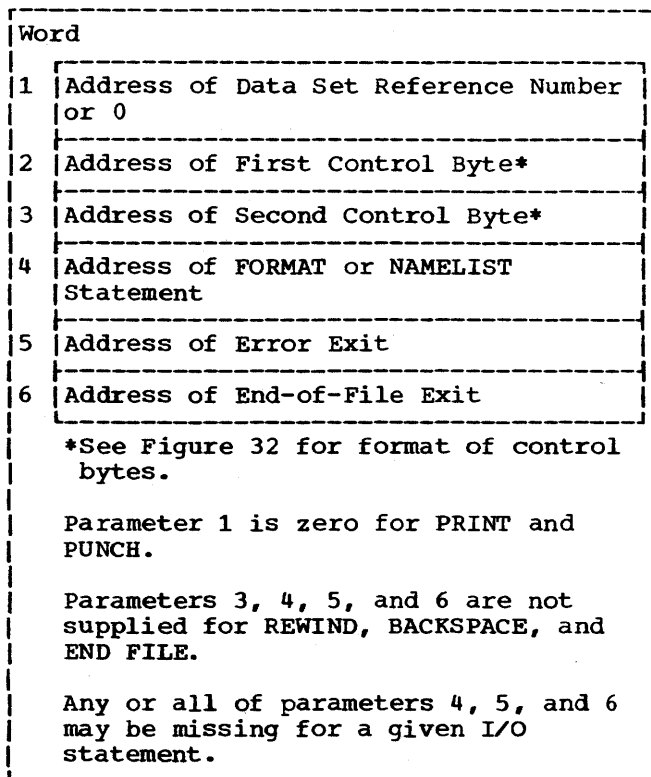 Word
1 Address of Data Set Reference Number
or 0
2 Address of First Control Byte*
3 Address of Second Control Byte*
4 Address of FORMAT or NAMELIST
Statement
5 Address of Error Exit
6 Address of End-of-File Exit
*See Figure 32 for format of control
bytes.
Parameter 1 is zero for PRINT and
PUNCH.
Parameters 3, 4, 5, and 6 are not
supplied for REWIND, BACKSPACE, and
END FILE.
Any or all of parameters 4, 5, and 6
may be missing for a given I/O
statement.